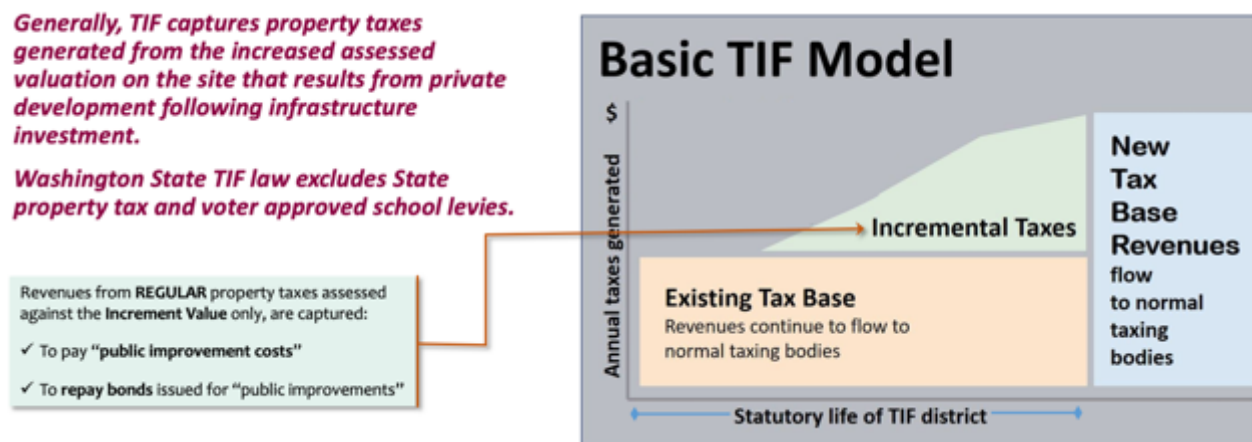 Generally, TIF captures property taxes
generated from the increased assessed
valuation on the site that results from private
development following infrastructure
investment.
Washington State TIF law excludes State
property tax and voter approved school levies.
Revenues from REGULAR property taxes assessed
against the Increment Value only, are captured:
✓ To pay “public improvement costs”
✓ To repay bonds issued for “public improvements”
Basic TIF Model
$
Annual taxes generated
Incremental Taxes
Existing Tax Base
Revenues continue to flow to
normal taxing bodies
New
Tax
Base
Revenues
flow
to normal
taxing
bodies
Statutory life of TIF district